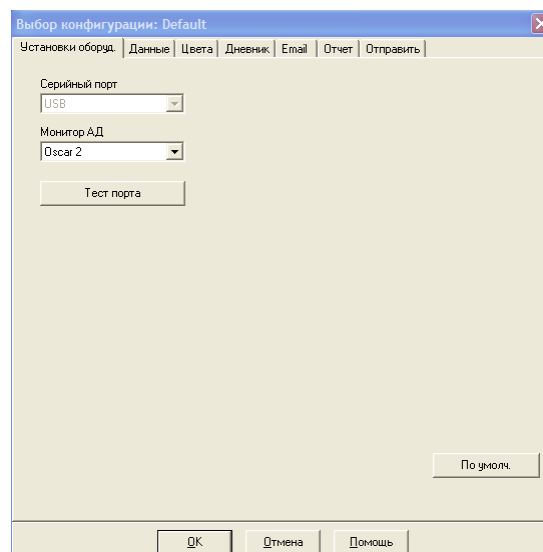 Выбор конфигурации: Default
Установки оборуд. Данные Цвета Дневник Email Отчет Отправить
Серийный порт
USB
Монитор АД
Oscar 2
Тест порта
По умолч.
OK Отмена Помощь